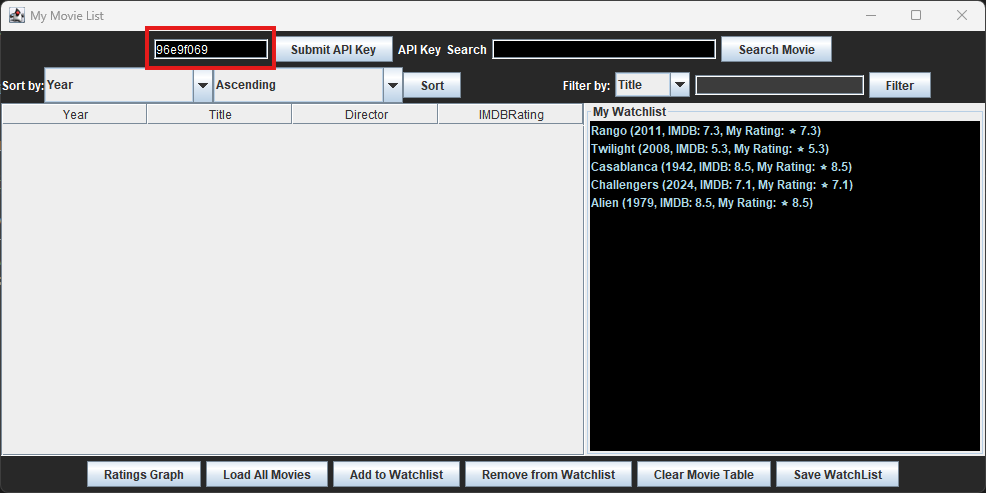 My Movie List
96e9f069 Submit API Key API Key Search Search Movie
Sort by: Year Ascending Sort Filter by: Title Filter
Year Title Director IMDBRating
My Watchlist
Rango (2011, IMDB: 7.3, My Rating: ★ 7.3)
Twilight (2008, IMDB: 5.3, My Rating: ★ 5.3)
Casablanca (1942, IMDB: 8.5, My Rating: ★ 8.5)
Challengers (2024, IMDB: 7.1, My Rating: ★ 7.1)
Alien (1979, IMDB: 8.5, My Rating: ★ 8.5)
Ratings Graph Load All Movies Add to Watchlist Remove from Watchlist Clear Movie Table Save WatchList